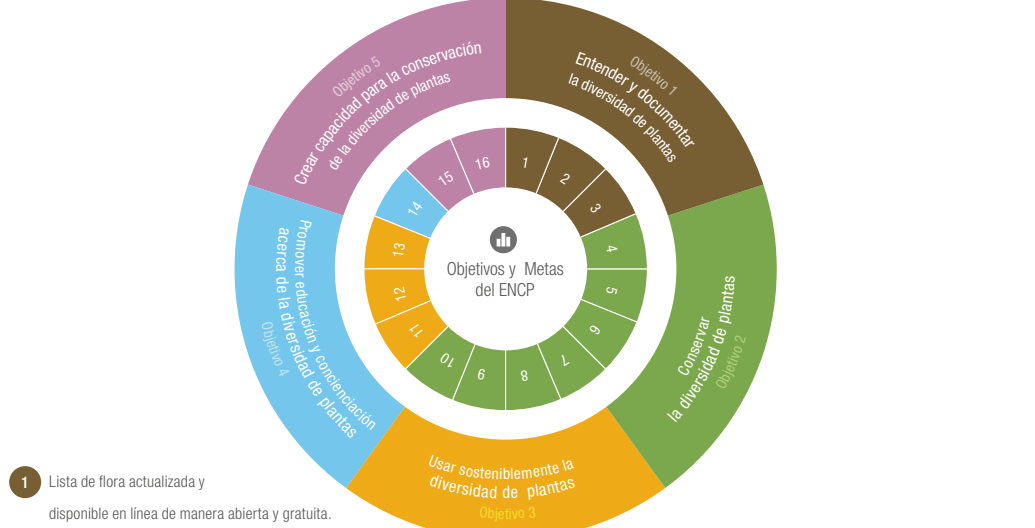 Objetivo 1
Entender y documentar
la diversidad de plantas
Conservar
la diversidad de plantas
Objetivo 2
Usar sosteniblemente la
diversidad de plantas
Objetivo 3
Promover educación y concienciación
acerca de la diversidad de plantas
Objetivo 4
Objetivo 5
Crear capacidad para la conservación
de la diversidad de plantas
1
2
3
4
5
6
7
8
9
10
11
12
13
14
15
16
Objetivos y Metas
del ENCP
1 Lista de flora actualizada y
disponible en línea de manera abierta y gratuita.